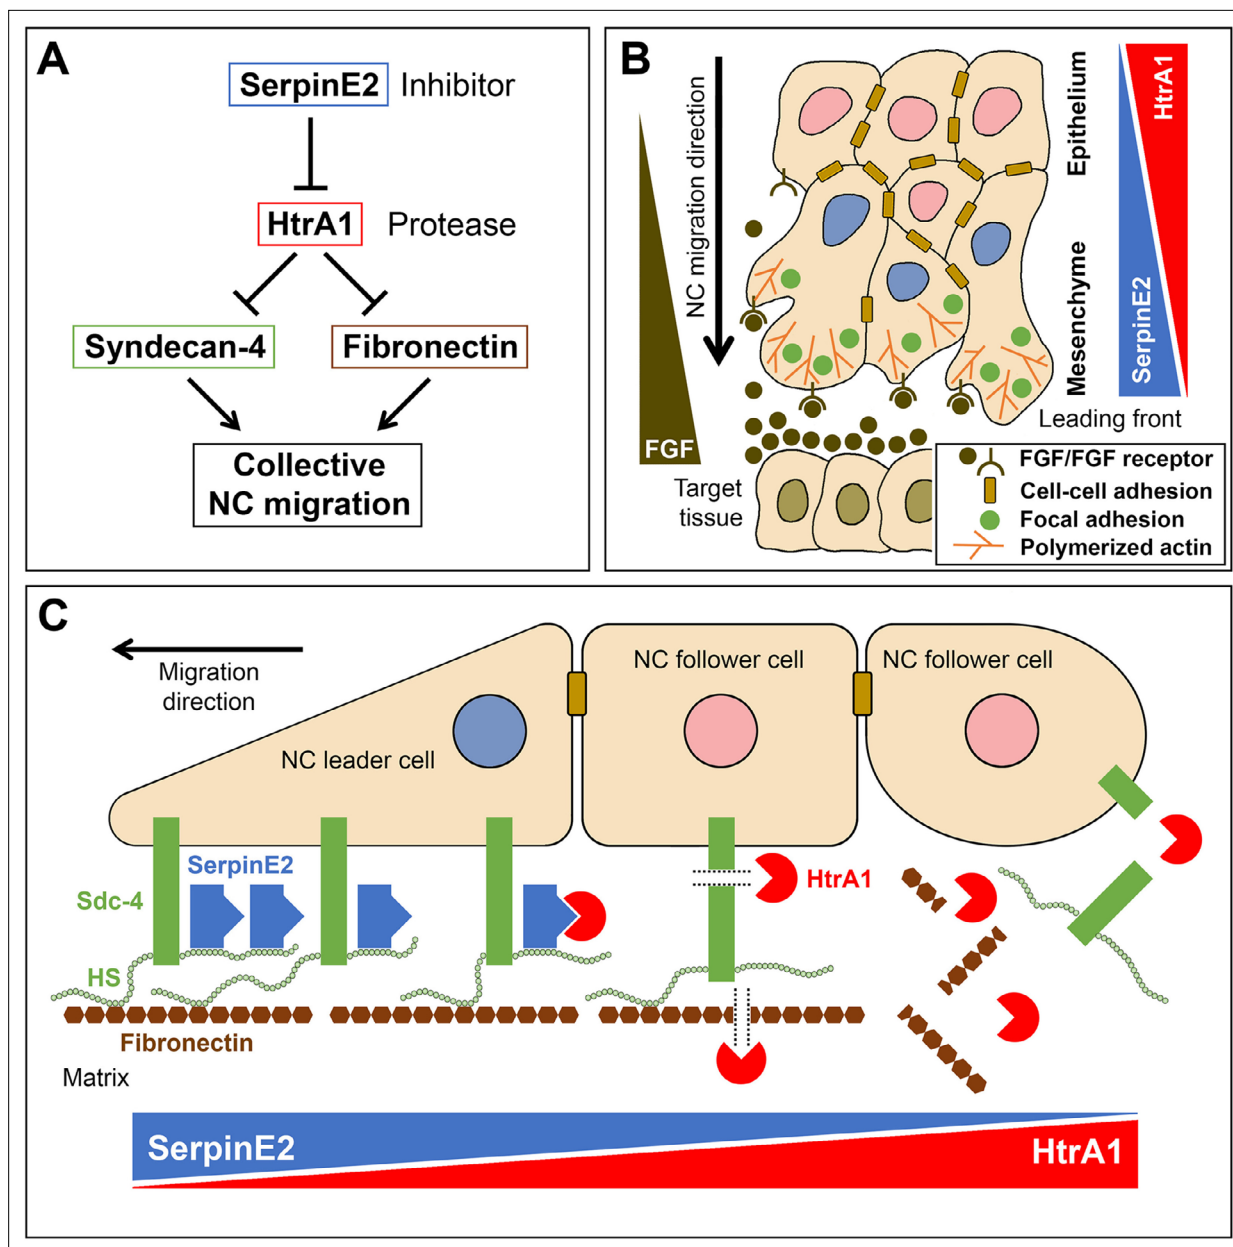 A
SerpinE2 Inhibitor
HtrA1 Protease
Syndecan-4 Fibronectin
Collective
NC migration
B
NC migration direction
FGF
Target
tissue
Epithelium
Mesenchyme
HtrA1
SerpinE2
Leading front
FGF/FGF receptor
Cell-cell adhesion
Focal adhesion
Polymerized actin
C
Migration
direction
NC leader cell
NC follower cell
NC follower cell
SerpinE2
Sdc-4
HtrA1
HS
Fibronectin
Matrix
SerpinE2
HtrA1